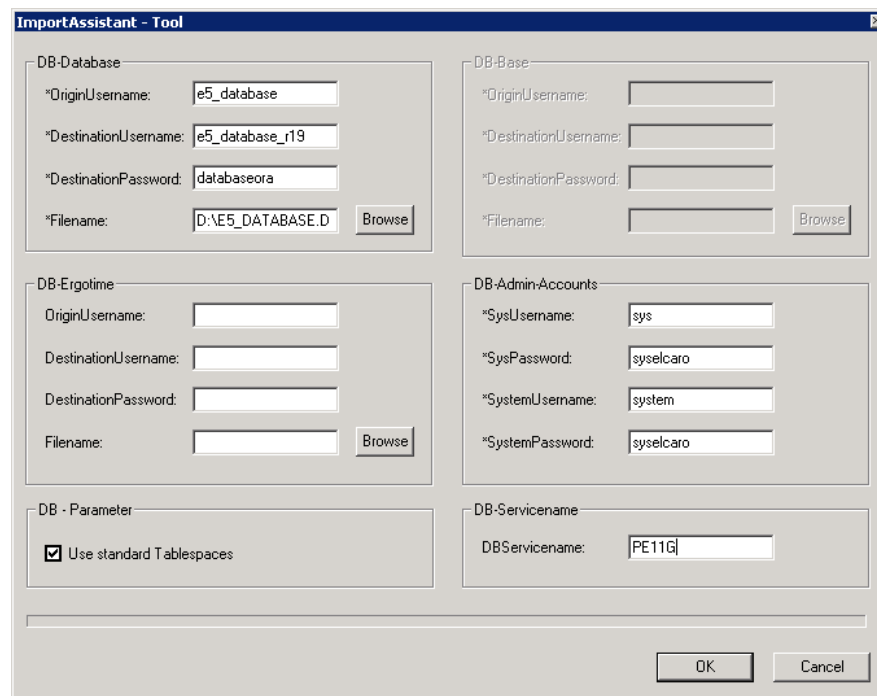 ImportAssistant - Tool
DB-Database
*OriginUsername: e5_database
*DestinationUsername: e5_database_r19
*DestinationPassword: databaseora
*Filename: D:\E5_DATABASE.D Browse
DB-Base
*OriginUsername:
*DestinationUsername:
*DestinationPassword:
*Filename: Browse
DB-Ergotime
OriginUsername:
DestinationUsername:
DestinationPassword:
Filename: Browse
DB-Admin-Accounts
*SysUsername: sys
*SysPassword: syselcaro
*SystemUsername: system
*SystemPassword: syselcaro
DB - Parameter
Use standard Tablespaces
DB-Servicename
DBServicename: PE11G
OK Cancel